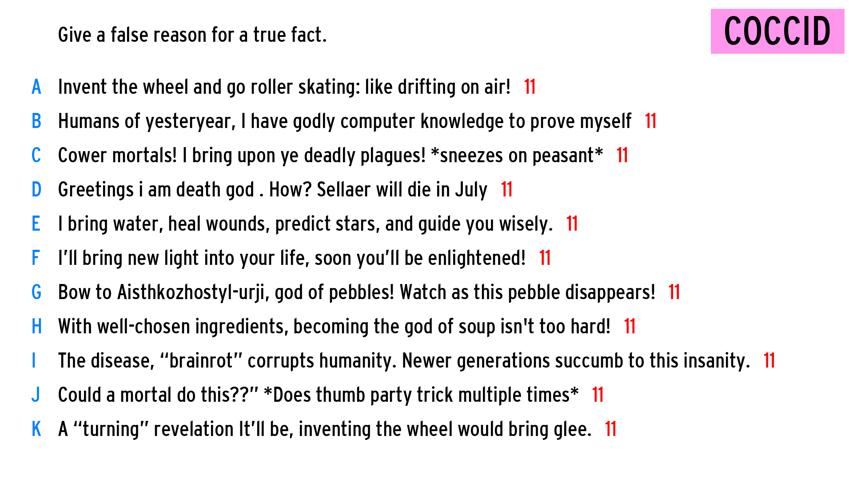 Give a false reason for a true fact.
COCCID
A Invent the wheel and go roller skating: like drifting on air! 11
B Humans of yesteryear, I have godly computer knowledge to prove myself 11
C Cower mortals! I bring upon ye deadly plagues! *sneezes on peasant* 11
D Greetings i am death god . How? Sellaer will die in July 11
E I bring water, heal wounds, predict stars, and guide you wisely. 11
F I’ll bring new light into your life, soon you’ll be enlightened! 11
G Bow to Aisthkozhostyl-urji, god of pebbles! Watch as this pebble disappears! 11
H With well-chosen ingredients, becoming the god of soup isn't too hard! 11
I The disease, “brainrot” corrupts humanity. Newer generations succumb to this insanity. 11
J Could a mortal do this??” *Does thumb party trick multiple times* 11
K A “turning” revelation It’ll be, inventing the wheel would bring glee. 11